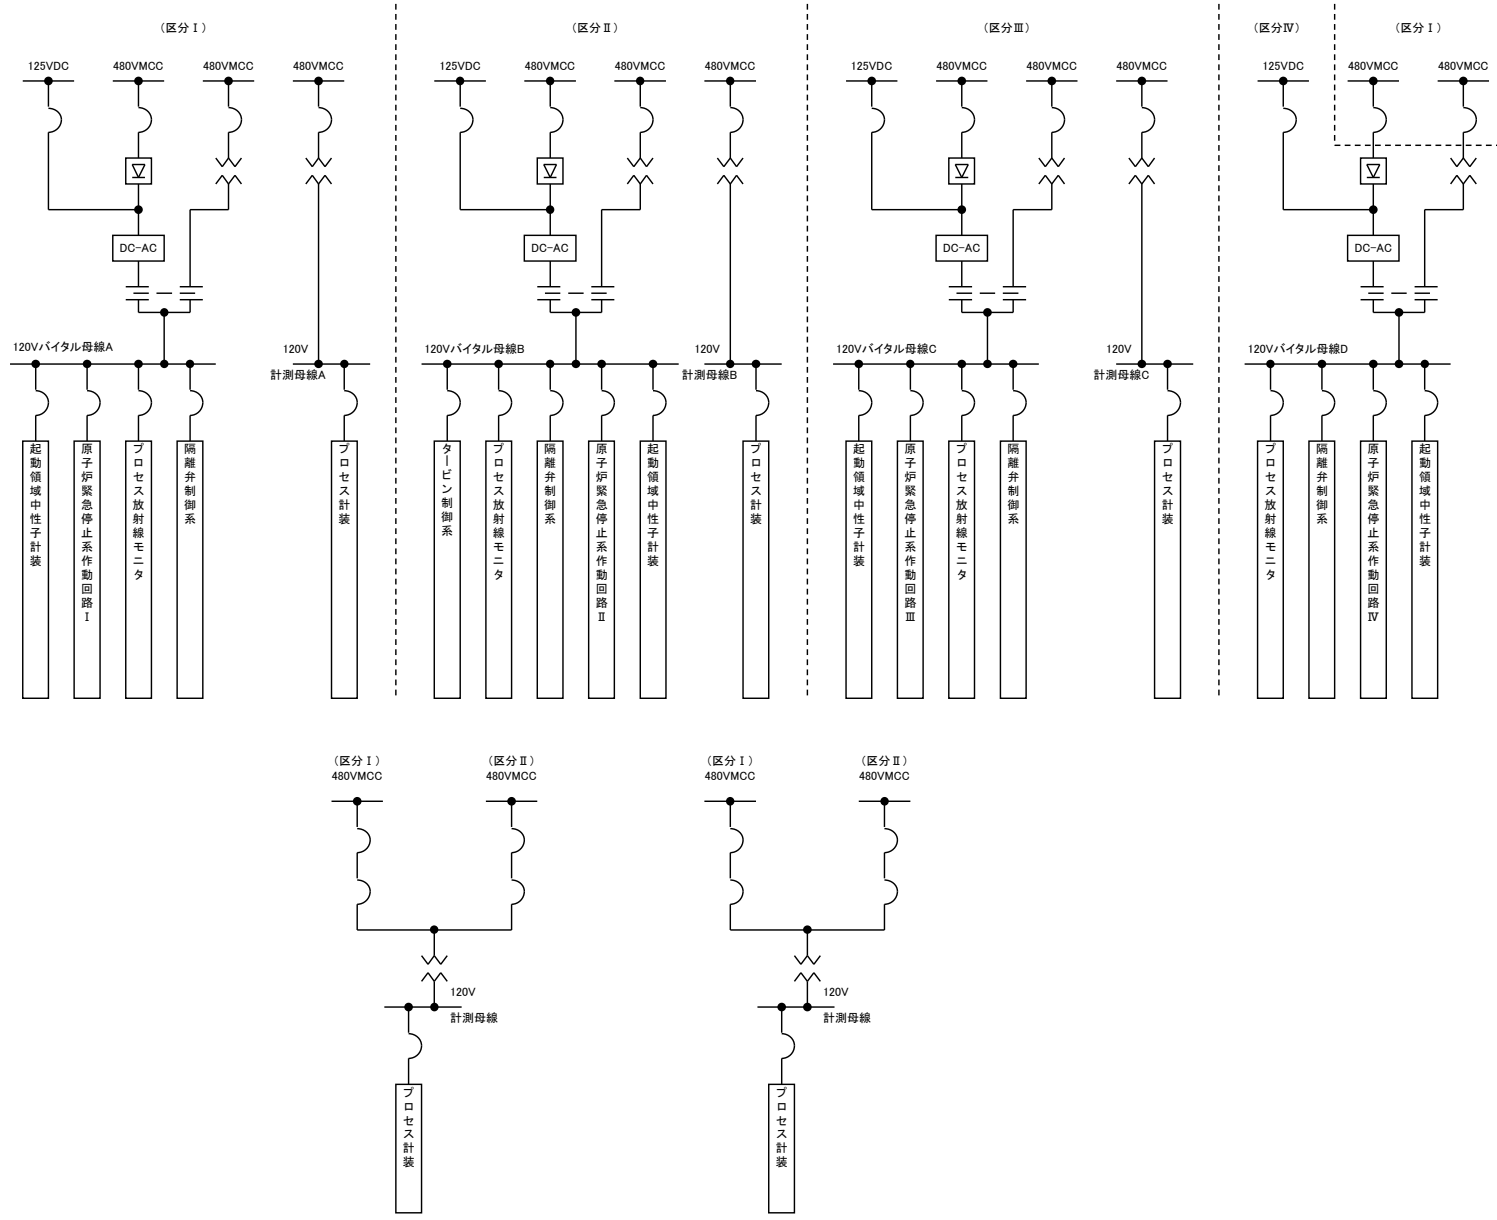 (区分Ⅰ)
(区分Ⅱ)
(区分Ⅲ)
(区分Ⅳ)
(区分Ⅰ)
125VDC
480VMCC
480VMCC
480VMCC
125VDC
480VMCC
480VMCC
480VMCC
125VDC
480VMCC
480VMCC
480VMCC
125VDC
480VMCC
480VMCC
DC-AC
DC-AC
DC-AC
DC-AC
120Vバイタル母線A
120V
計測母線A
120Vバイタル母線B
120V
計測母線B
120Vバイタル母線C
120V
計測母線C
120Vバイタル母線D
起動領域中性子計装
原子炉緊急停止系作動回路Ⅰ
プロセス放射線モニタ
隔離弁制御系
プロセス計装
タービン制御系
プロセス放射線モニタ
隔離弁制御系
原子炉緊急停止系作動回路Ⅱ
起動領域中性子計装
プロセス計装
起動領域中性子計装
原子炉緊急停止系作動回路Ⅲ
プロセス放射線モニタ
隔離弁制御系
プロセス計装
プロセス放射線モニタ
隔離弁制御系
原子炉緊急停止系作動回路Ⅳ
起動領域中性子計装
(区分Ⅰ)
480VMCC
(区分Ⅱ)
480VMCC
120V
計測母線
プロセス計装
(区分Ⅰ)
480VMCC
(区分Ⅱ)
480VMCC
120V
計測母線
プロセス計装